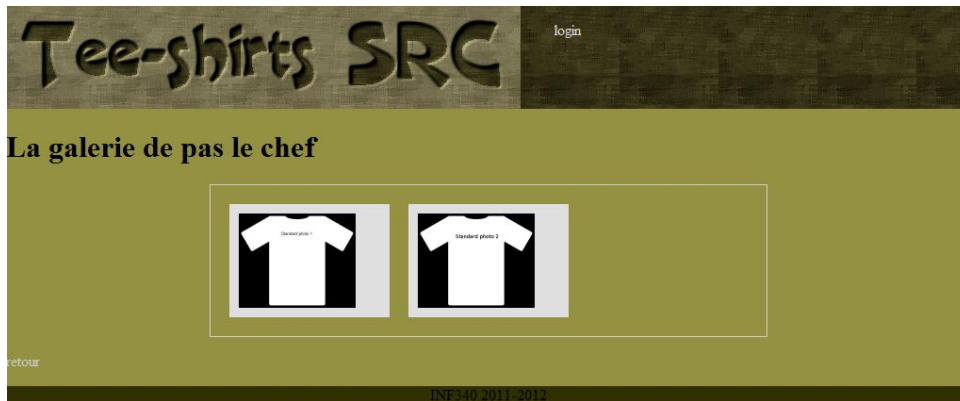 Tee-shirts SRC
login
La galerie de pas le chef
Standard photo 1
Standard photo 2
retour
INF340 2011-2012